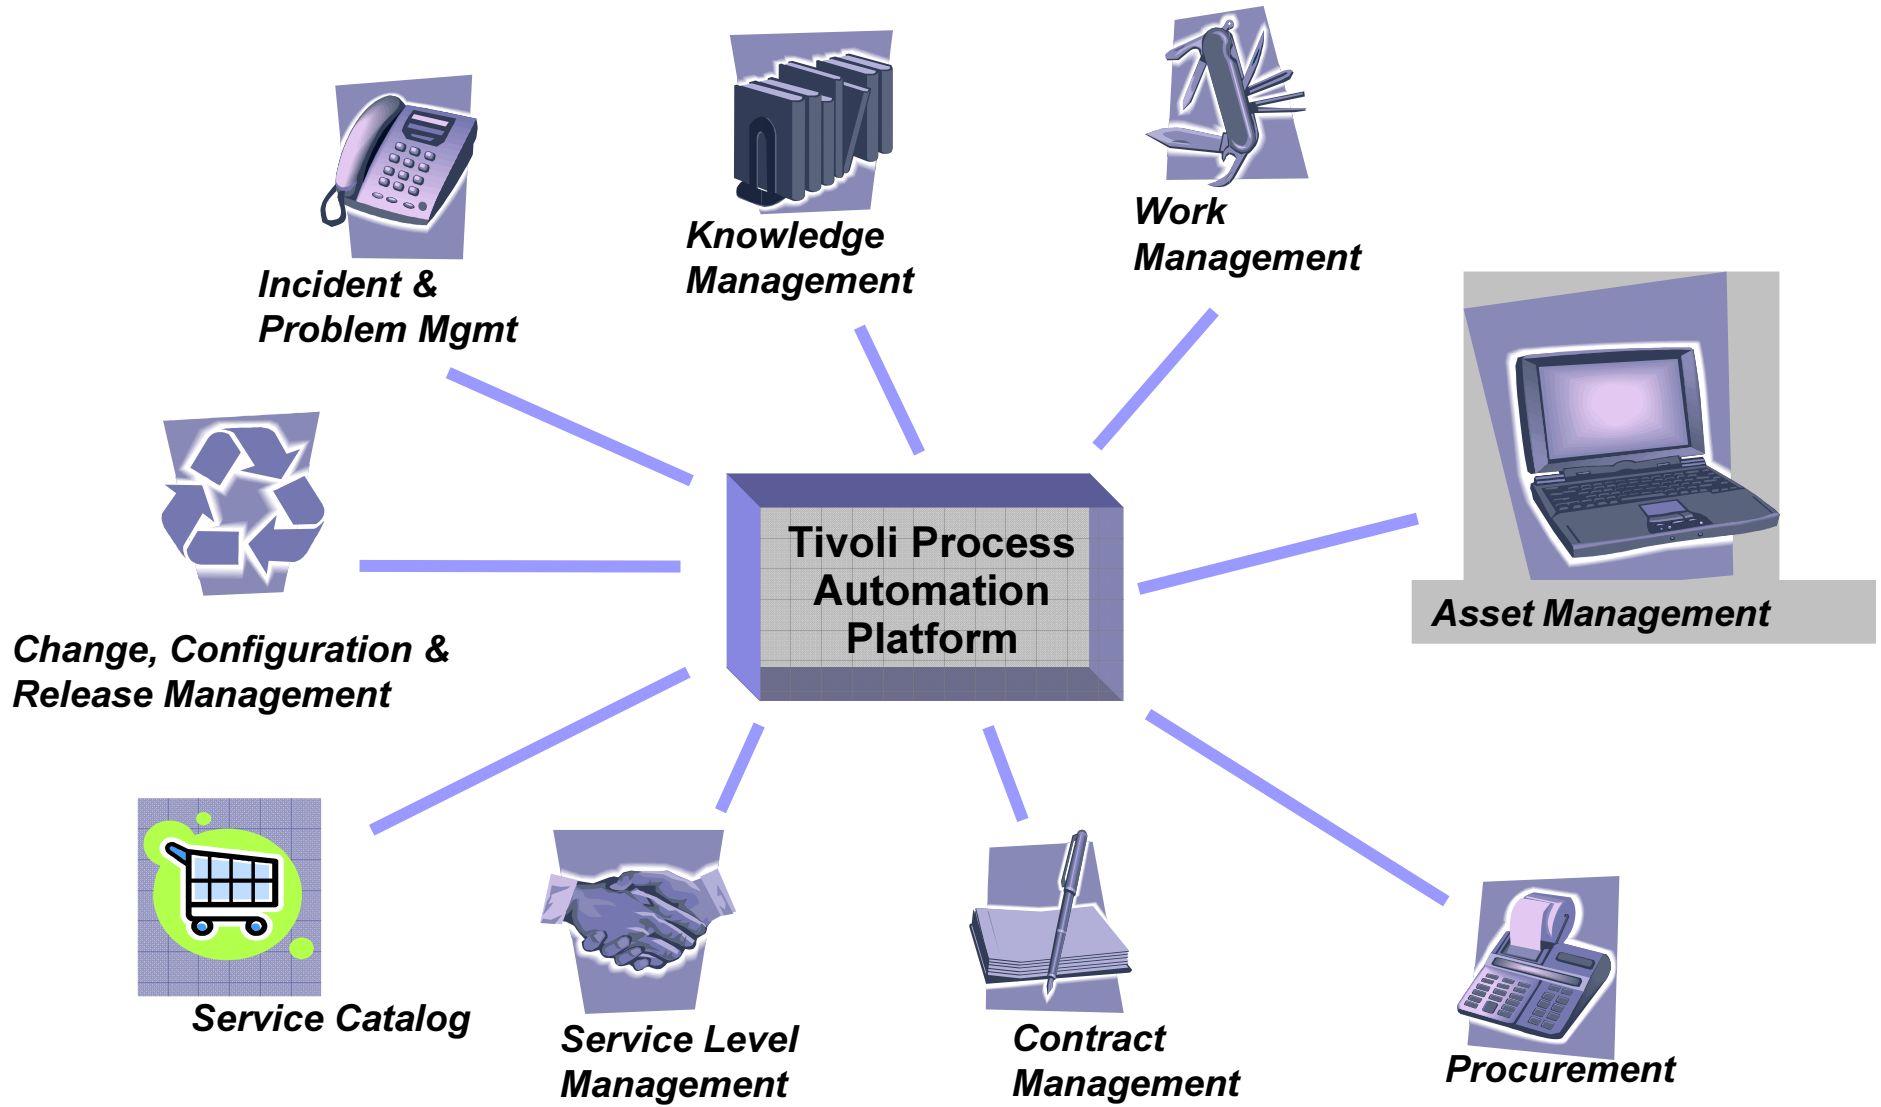 Work
Management
Knowledge
Management
Incident &
Problem Mgmt
Tivoli Process
Automation
Platform
Asset Management
Change, Configuration &
Release Management
Service Catalog
Service Level
Management
Contract
Management
Procurement